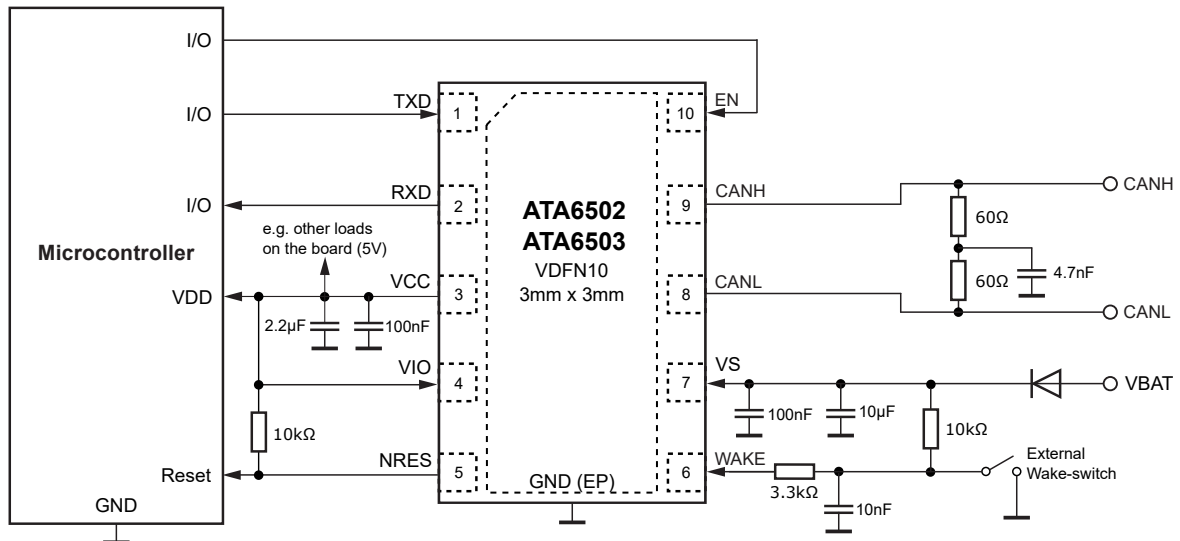 I/O
I/O
TXD
1
10
EN
I/O
RXD
2
9
CANH
CANH
60Ω
ATA6502
ATA6503
VDFN10
3mm x 3mm
e.g. other loads
on the board (5V)
Microcontroller
4.7nF
VDD
VCC
3
8
CANL
60Ω
CANL
2.2µF
100nF
VIO
4
7
VS
VBAT
100nF
10µF
10kΩ
10kΩ
Reset
NRES
5
GND (EP)
6
WAKE
3.3kΩ
10nF
External
Wake-switch
GND